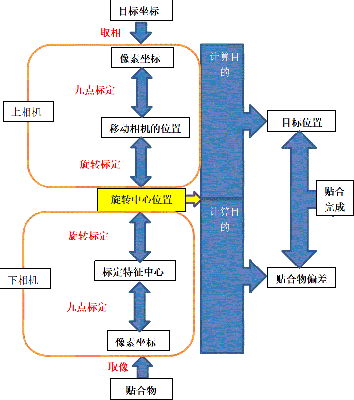 目标坐标
取相
像素坐标
计算目
的
九点标定
上相机
移动相机的位置
目标位置
旋转标定
贴合
完成
旋转中心位置
计算目
的
旋转标定
下相机
标定特征中心
贴合物偏差
九点标定
像素坐标
取像
贴合物